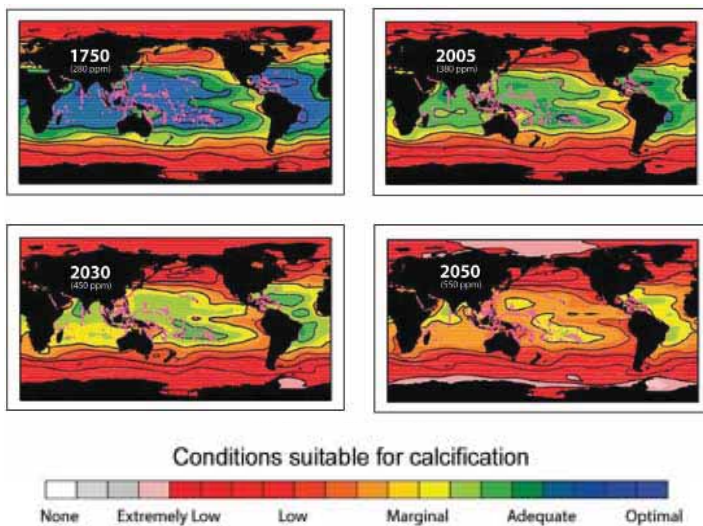 1750
(280 ppm)
2005
(380 ppm)
2030
(450 ppm)
2050
(550 ppm)
Conditions suitable for calcification
None Extremely Low Low Marginal Adequate Optimal